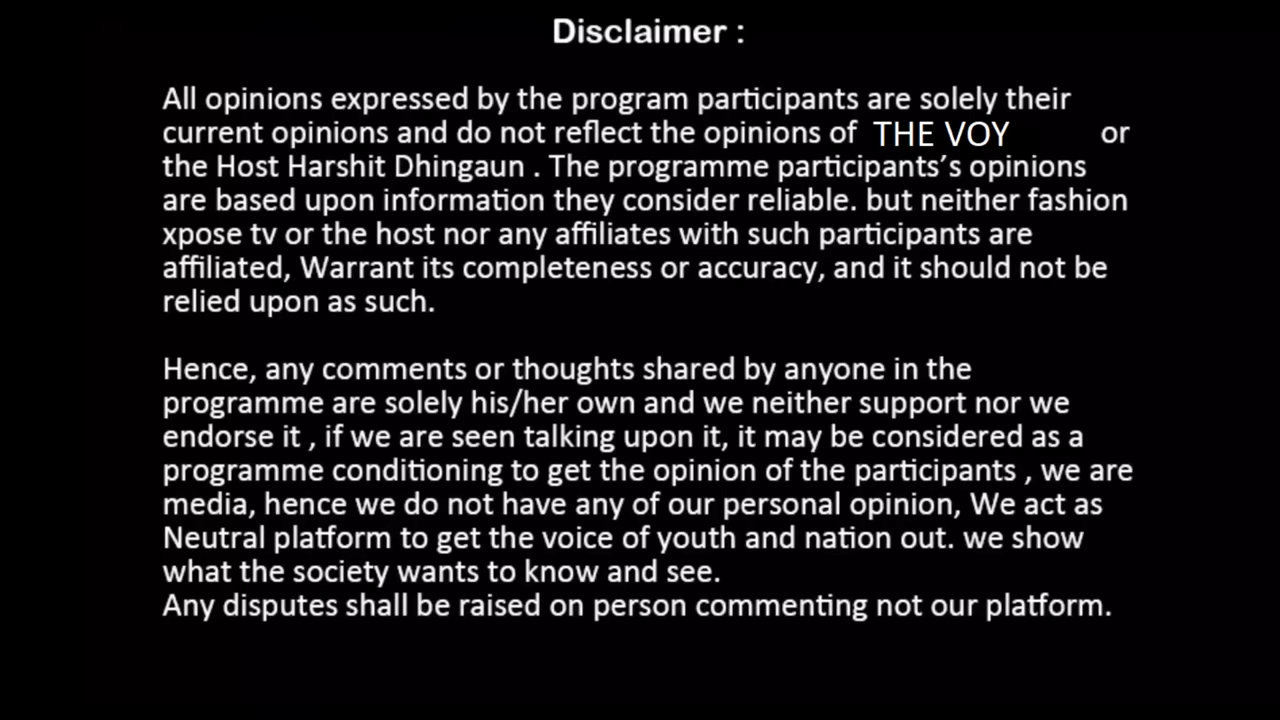 Disclaimer :
All opinions expressed by the program participants are solely their
current opinions and do not reflect the opinions of THE VOY or
the Host Harshit Dhingaun . The programme participants’s opinions
are based upon information they consider reliable. but neither fashion
xpose tv or the host nor any affiliates with such participants are
affiliated, Warrant its completeness or accuracy, and it should not be
relied upon as such.
Hence, any comments or thoughts shared by anyone in the
programme are solely his/her own and we neither support nor we
endorse it , if we are seen talking upon it, it may be considered as a
programme conditioning to get the opinion of the participants , we are
media, hence we do not have any of our personal opinion, We act as
Neutral platform to get the voice of youth and nation out. we show
what the society wants to know and see.
Any disputes shall be raised on person commenting not our platform.